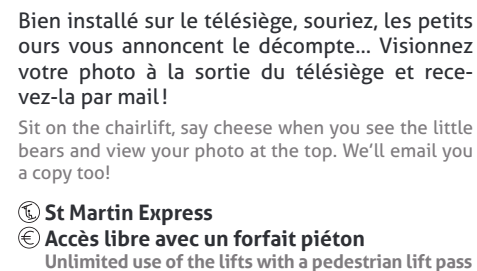 Bien installé sur le télésiège, souriez, les petits
ours vous annoncent le décompte... Visionnez
votre photo à la sortie du télésiège et rece-
vez-la par mail !
Sit on the chairlift, say cheese when you see the little
bears and view your photo at the top. We'll email you
a copy too!
St Martin Express
€ Accès libre avec un forfait piéton
Unlimited use of the lifts with a pedestrian lift pass